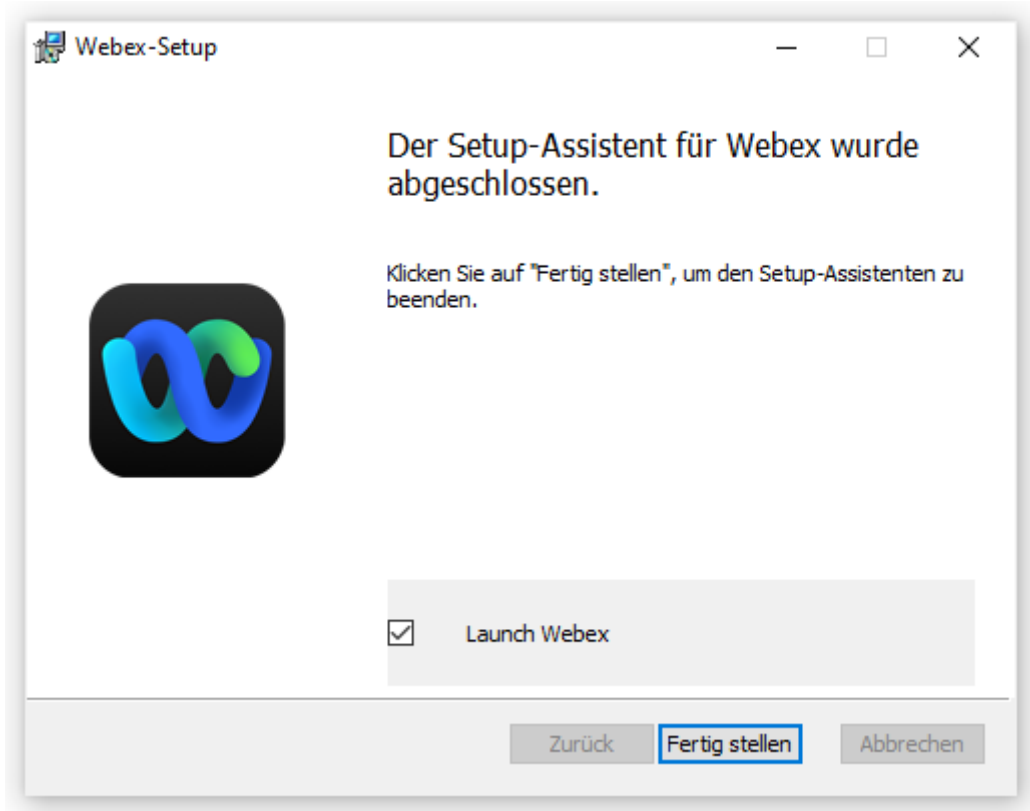 Webex-Setup
Der Setup-Assistent für Webex wurde
abgeschlossen.
Klicken Sie auf "Fertig stellen", um den Setup-Assistenten zu
beenden.
Launch Webex
Zurück
Fertig stellen
Abbrechen